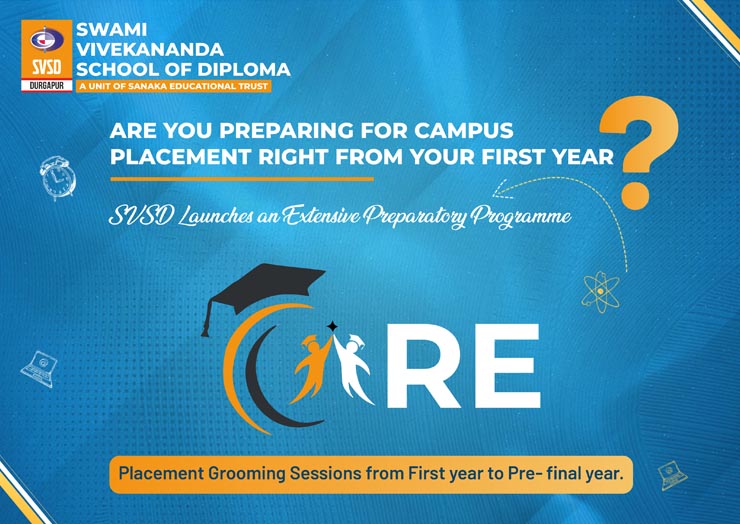 SVSD
DURGAPUR
SWAMI
VIVEKANANDA
SCHOOL OF DIPLOMA
A UNIT OF SANAKA EDUCATIONAL TRUST
ARE YOU PREPARING FOR CAMPUS
PLACEMENT RIGHT FROM YOUR FIRST YEAR ?
SVSD Launches an Extensive Preparatory Programme
CARE
Placement Grooming Sessions from First year to Pre- final year.